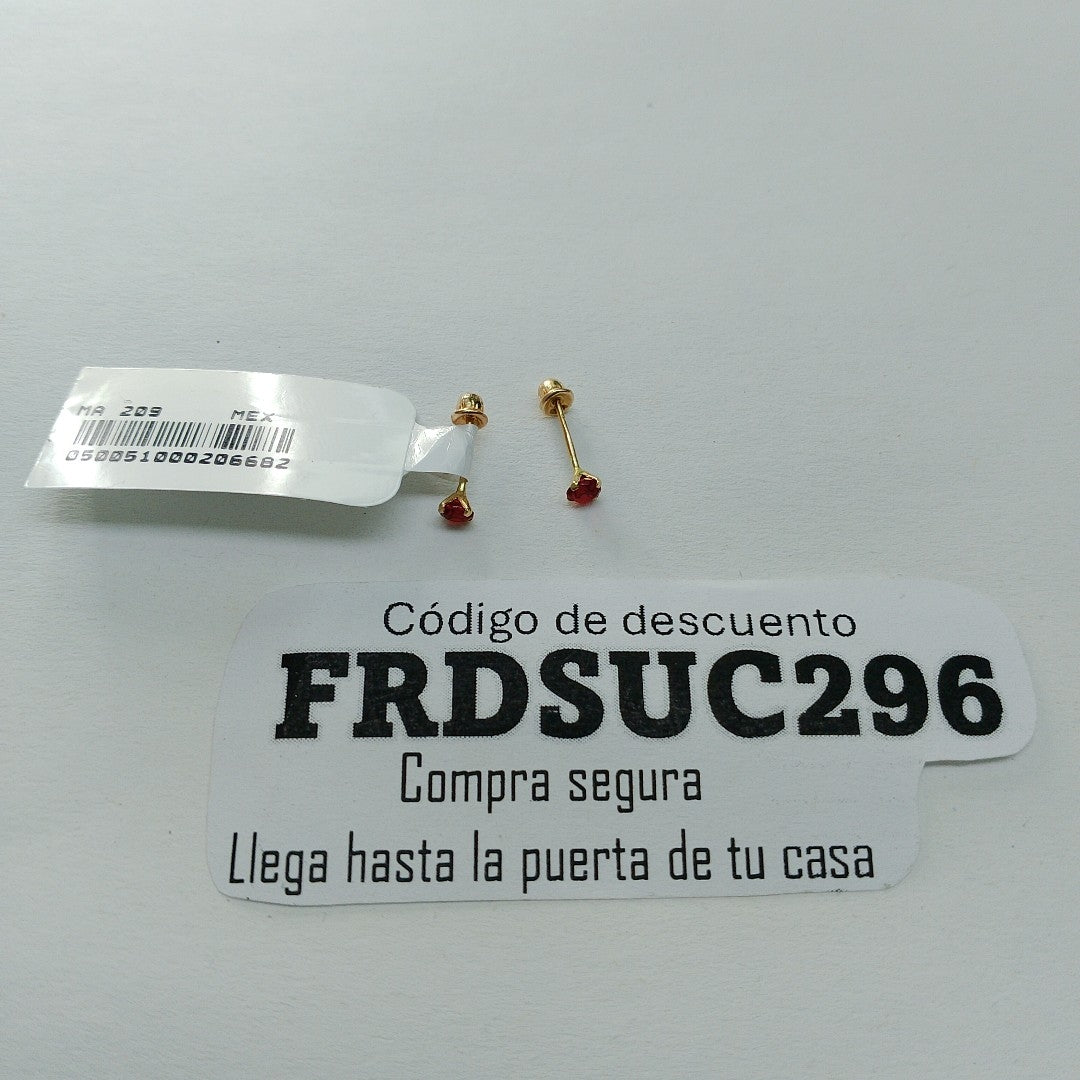 MA 209 MEX
050051000206682
Código de descuento
FRDSUC296
Compra segura
Llega hasta la puerta de tu casa